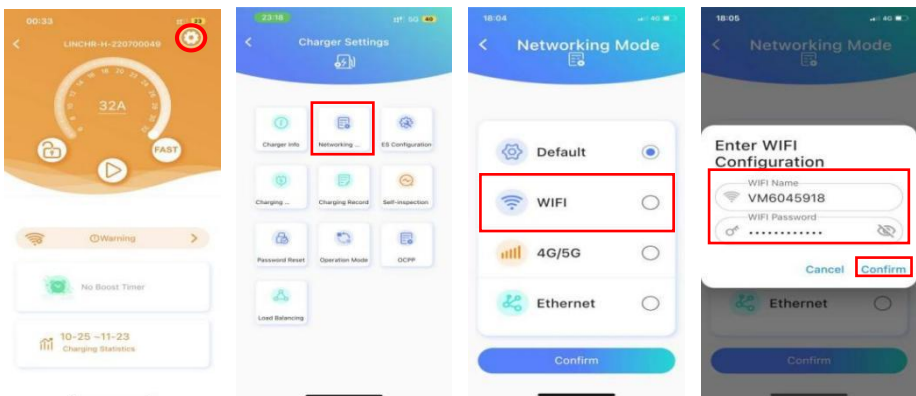 00:33
33
LINCHR-H-220700049
32A
FAST
Warning
No Boost Timer
10-25 ~11-23
Charging Statistics
23:18
5G 40
Charger Settings
Charger Info
Networking ...
ES Configuration
Charging ...
Charging Record
Self-inspection
Password Reset
Operation Mode
OCPP
Load Balancing
18:04
4G
Networking Mode
Default
WIFI
4G/5G
Ethernet
Confirm
18:05
4G
Networking Mode
Enter WIFI
Configuration
WIFI Name
VM6045918
WIFI Password
••••••••••••
Cancel Confirm
Ethernet
Confirm